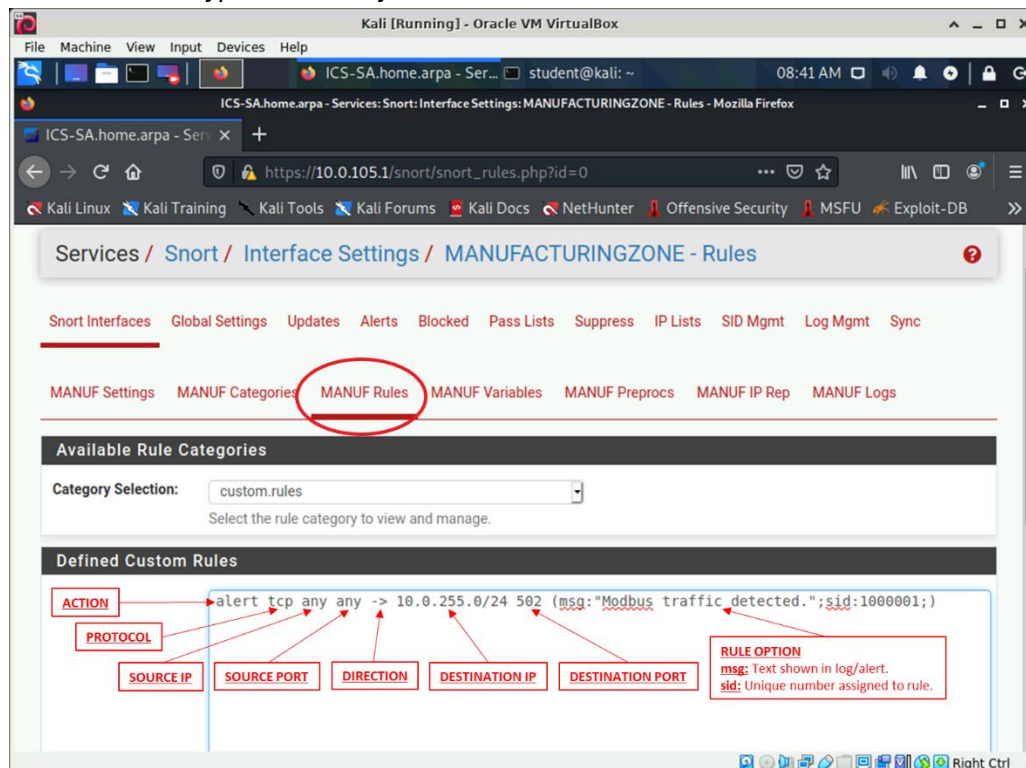 Kali [Running] - Oracle VM VirtualBox
File Machine View Input Devices Help
ICS-SA.home.arpa - Ser... student@kali: ~ 08:41 AM
ICS-SA.home.arpa - Services: Snort: Interface Settings: MANUFACTURINGZONE - Rules - Mozilla Firefox
ICS-SA.home.arpa - Ser
https://10.0.105.1/snort/snort_rules.php?id=0
Kali Linux Kali Training Kali Tools Kali Forums Kali Docs NetHunter Offensive Security MSFU Exploit-DB
Services / Snort / Interface Settings / MANUFACTURINGZONE - Rules
Snort Interfaces Global Settings Updates Alerts Blocked Pass Lists Suppress IP Lists SID Mgmt Log Mgmt Sync
MANUF Settings MANUF Categories MANUF Rules MANUF Variables MANUF Preprocs MANUF IP Rep MANUF Logs
Available Rule Categories
Category Selection: custom.rules
Select the rule category to view and manage.
Defined Custom Rules
alert tcp any any -> 10.0.255.0/24 502 (msg:"Modbus traffic detected.";sid:1000001;)
ACTION
PROTOCOL
SOURCE IP
SOURCE PORT
DIRECTION
DESTINATION IP
DESTINATION PORT
RULE OPTION
msg: Text shown in log/alert.
sid: Unique number assigned to rule.
Right Ctrl